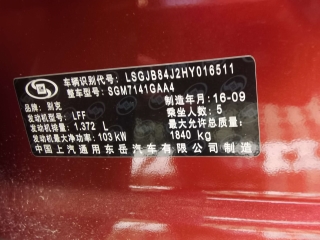 车辆识别代号: LSGJB84J2HY016511
整车型号: SGM7141GAA4
品牌: 别克 制造年月: 16-09
发动机型号: LFF 乘坐人数: 5
发动机排量: 1.372 L 最大允许总质量:
发动机最大净功率: 103 kW 1840 kg
中国上汽通用东岳汽车有限公司制造